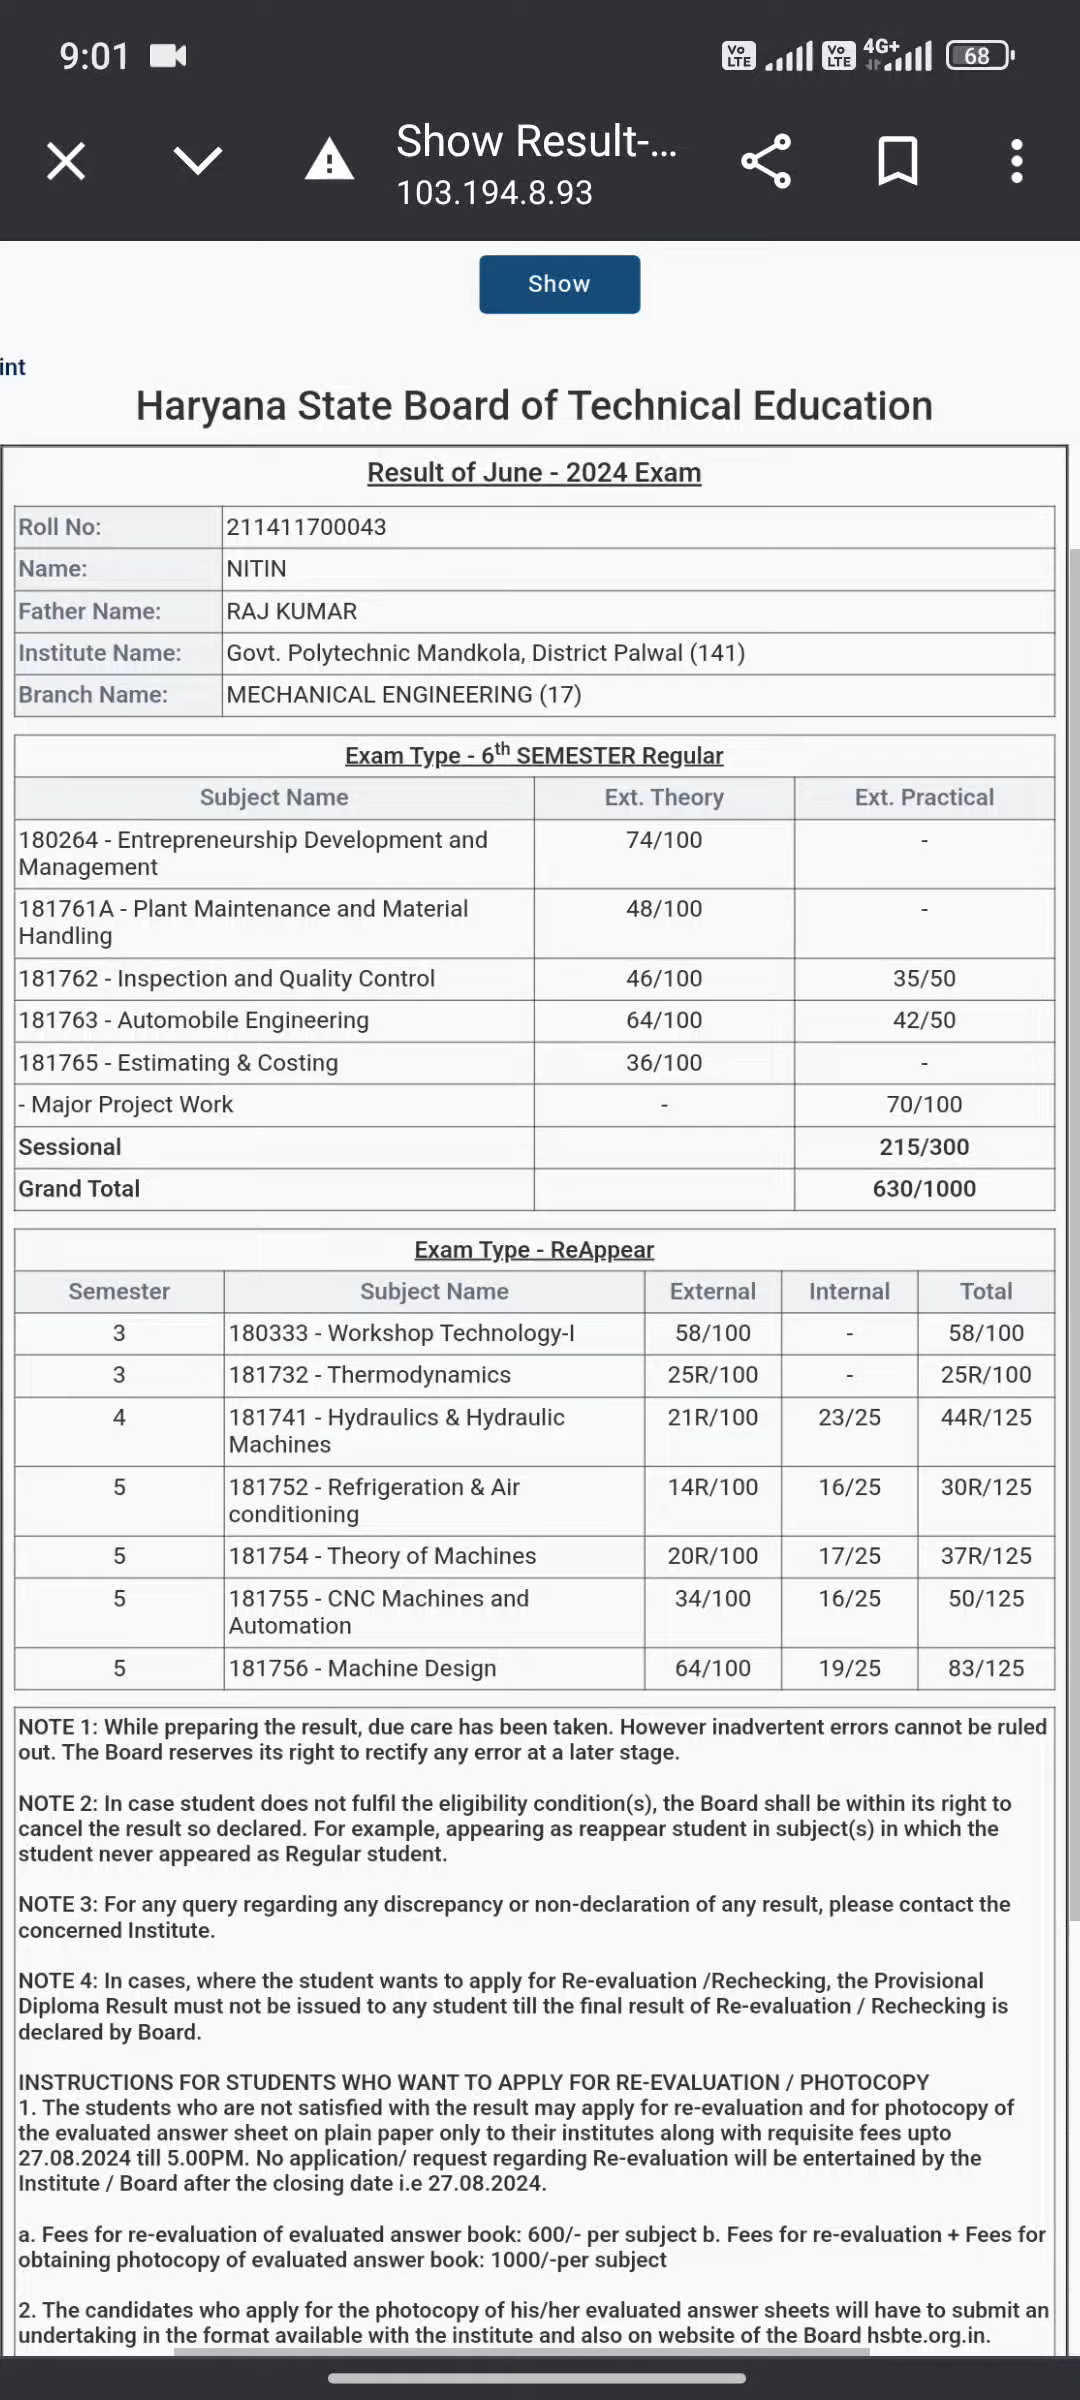 9:01
Vo LTE Vo LTE 4G+ 68
Show Result-...
103.194.8.93
Show
int
Haryana State Board of Technical Education
Result of June - 2024 Exam
Roll No: 211411700043
Name: NITIN
Father Name: RAJ KUMAR
Institute Name: Govt. Polytechnic Mandkola, District Palwal (141)
Branch Name: MECHANICAL ENGINEERING (17)
Exam Type - 6th SEMESTER Regular
Subject Name Ext. Theory Ext. Practical
180264 - Entrepreneurship Development and 74/100 -
Management
181761A - Plant Maintenance and Material 48/100 -
Handling
181762 - Inspection and Quality Control 46/100 35/50
181763 - Automobile Engineering 64/100 42/50
181765 - Estimating & Costing 36/100 -
- Major Project Work - 70/100
Sessional 215/300
Grand Total 630/1000
Exam Type - ReAppear
Semester Subject Name External Internal Total
3 180333 - Workshop Technology-I 58/100 - 58/100
3 181732 - Thermodynamics 25R/100 - 25R/100
4 181741 - Hydraulics & Hydraulic 21R/100 23/25 44R/125
Machines
5 181752 - Refrigeration & Air 14R/100 16/25 30R/125
conditioning
5 181754 - Theory of Machines 20R/100 17/25 37R/125
5 181755 - CNC Machines and 34/100 16/25 50/125
Automation
5 181756 - Machine Design 64/100 19/25 83/125
NOTE 1: While preparing the result, due care has been taken. However inadvertent errors cannot be ruled
out. The Board reserves its right to rectify any error at a later stage.
NOTE 2: In case student does not fulfil the eligibility condition(s), the Board shall be within its right to
cancel the result so declared. For example, appearing as reappear student in subject(s) in which the
student never appeared as Regular student.
NOTE 3: For any query regarding any discrepancy or non-declaration of any result, please contact the
concerned Institute.
NOTE 4: In cases, where the student wants to apply for Re-evaluation /Rechecking, the Provisional
Diploma Result must not be issued to any student till the final result of Re-evaluation / Rechecking is
declared by Board.
INSTRUCTIONS FOR STUDENTS WHO WANT TO APPLY FOR RE-EVALUATION / PHOTOCOPY
1. The students who are not satisfied with the result may apply for re-evaluation and for photocopy of
the evaluated answer sheet on plain paper only to their institutes along with requisite fees upto
27.08.2024 till 5.00PM. No application/ request regarding Re-evaluation will be entertained by the
Institute / Board after the closing date i.e 27.08.2024.
a. Fees for re-evaluation of evaluated answer book: 600/- per subject b. Fees for re-evaluation + Fees for
obtaining photocopy of evaluated answer book: 1000/-per subject
2. The candidates who apply for the photocopy of his/her evaluated answer sheets will have to submit an
undertaking in the format available with the institute and also on website of the Board hsbte.org.in.